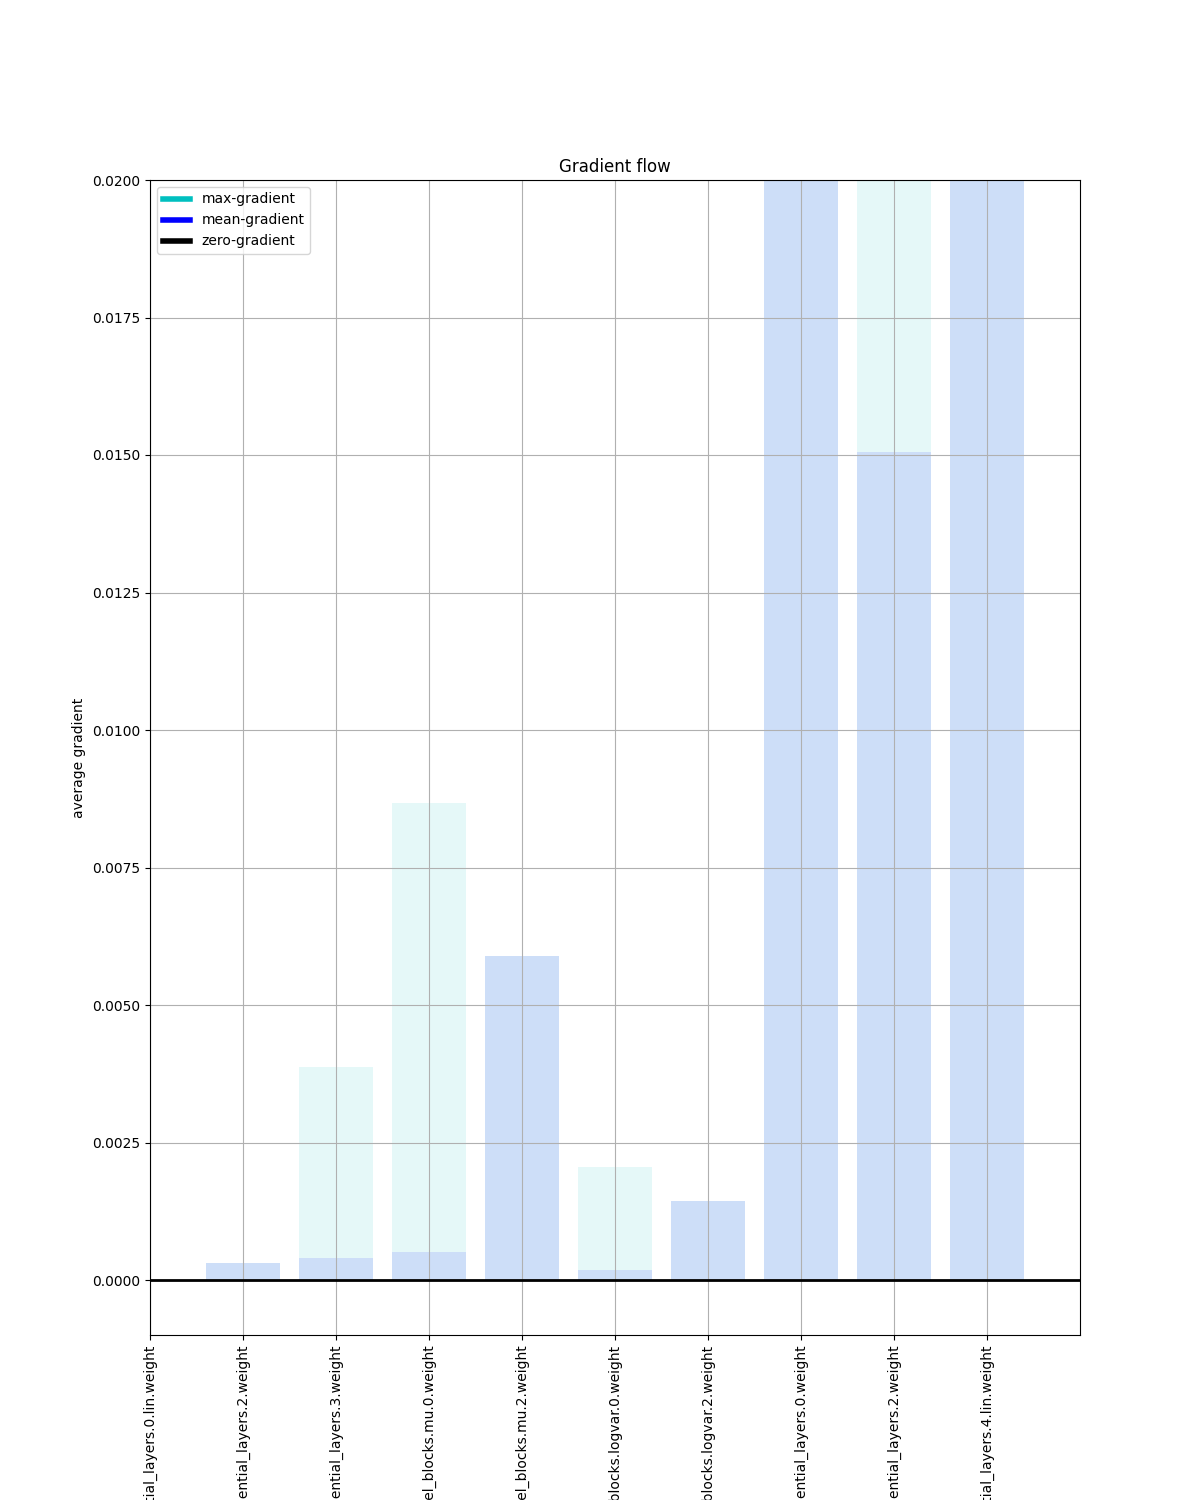 Gradient flow
max-gradient
mean-gradient
zero-gradient
0.0200
0.0175
0.0150
0.0125
0.0100
0.0075
0.0050
0.0025
0.0000
average gradient
tial_layers.0.lin.weight
ential_layers.2.weight
ential_layers.3.weight
el_blocks.mu.0.weight
el_blocks.mu.2.weight
blocks.logvar.0.weight
blocks.logvar.2.weight
ential_layers.0.weight
ential_layers.2.weight
tial_layers.4.lin.weight